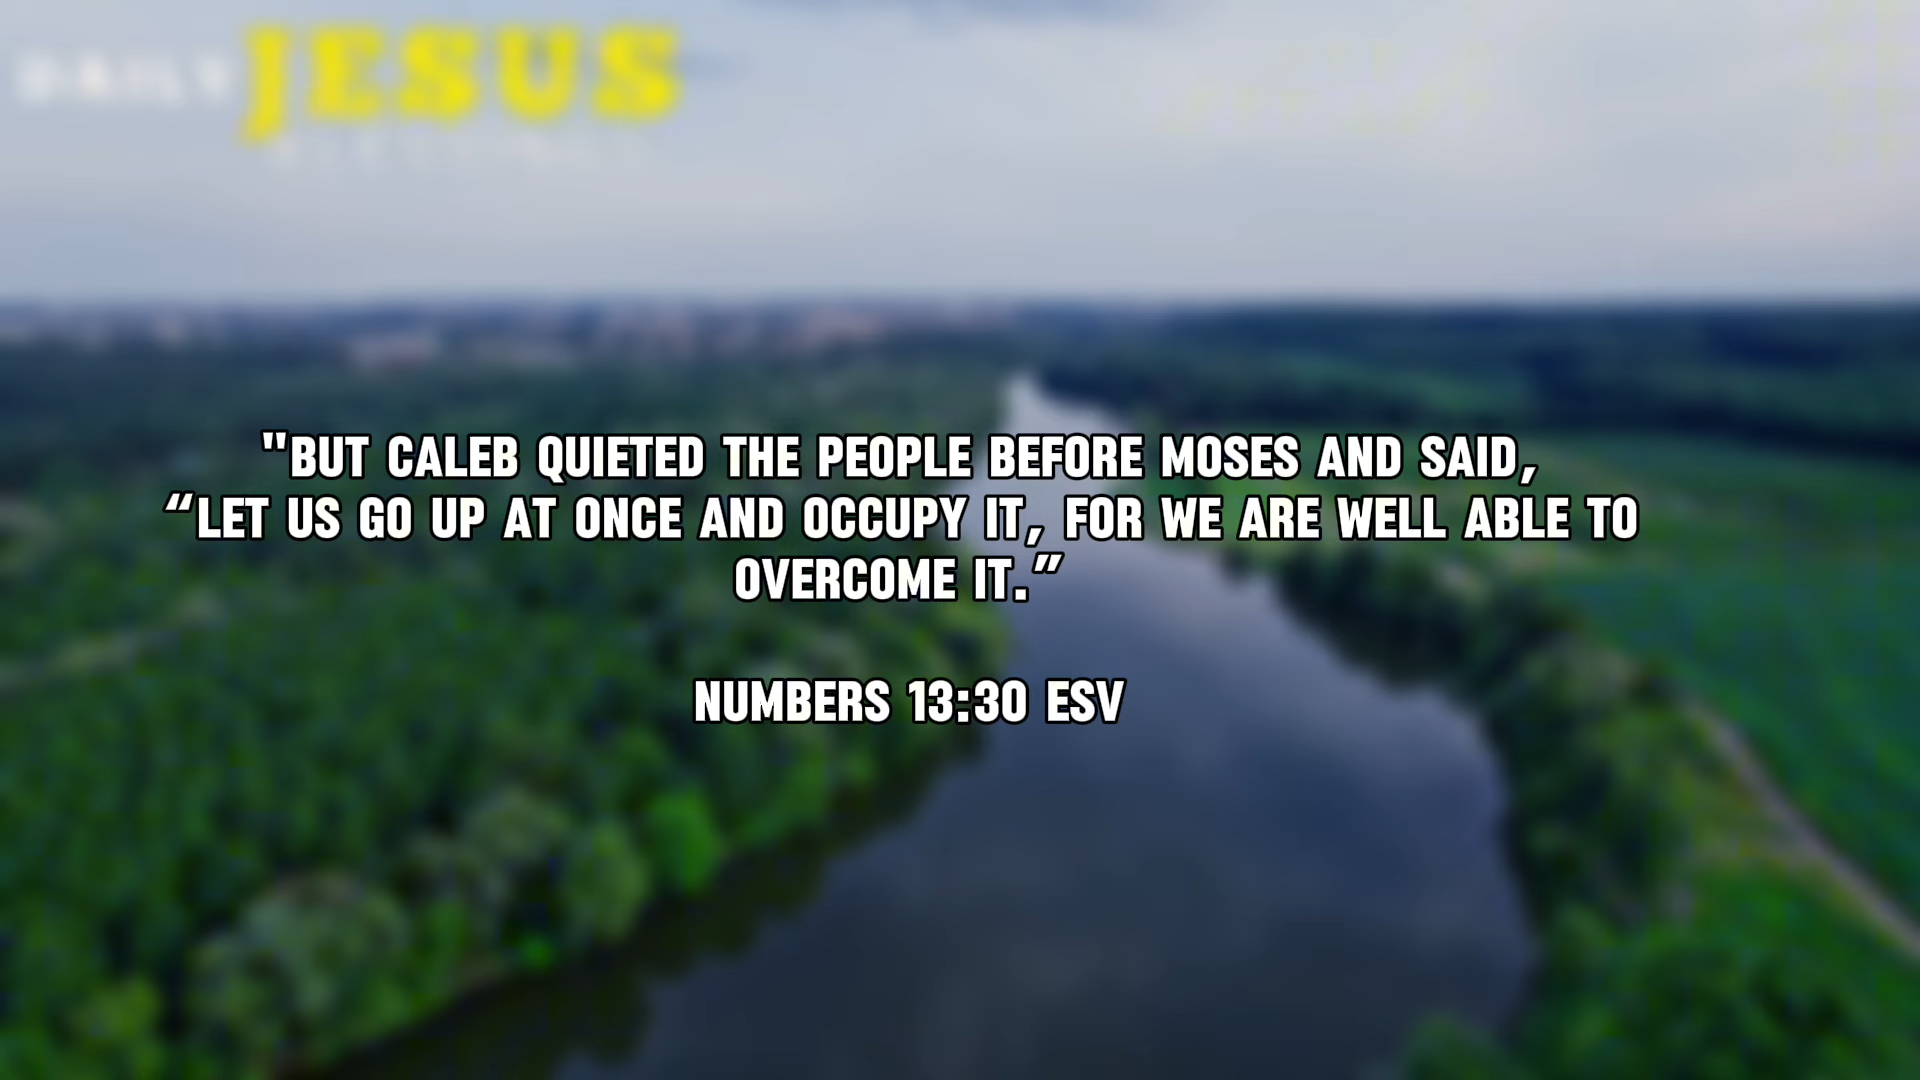 DAILY JESUS
"BUT CALEB QUIETED THE PEOPLE BEFORE MOSES AND SAID,
“LET US GO UP AT ONCE AND OCCUPY IT, FOR WE ARE WELL ABLE TO
OVERCOME IT.”
NUMBERS 13:30 ESV